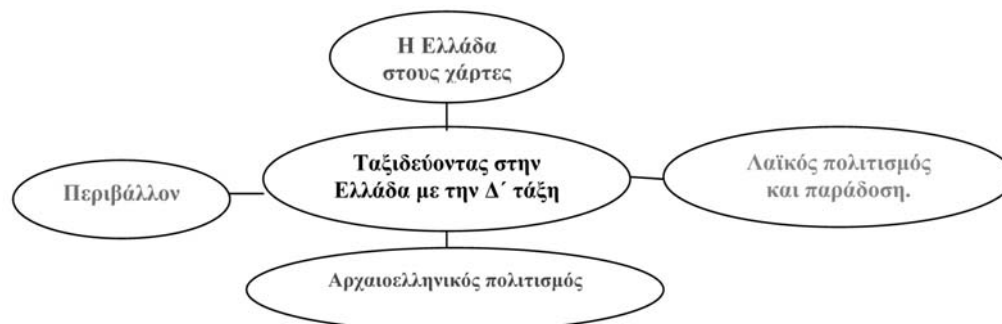 Η Ελλάδα
στους χάρτες
Ταξιδεύοντας στην
Ελλάδα με την Δ΄ τάξη
Περιβάλλον
Λαϊκός πολιτισμός
και παράδοση.
Αρχαιοελληνικός πολιτισμός